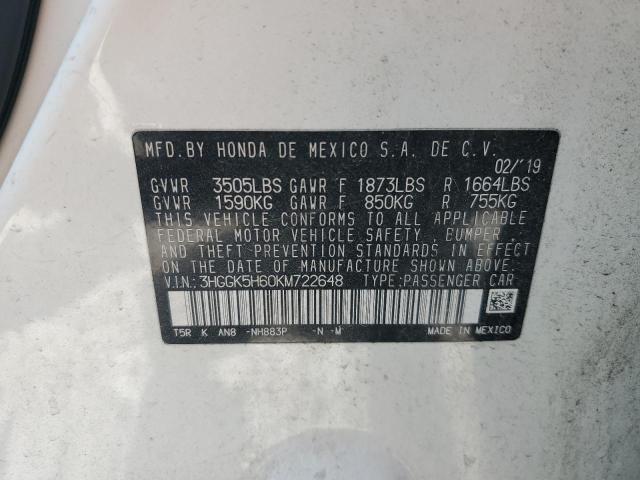 MFD. BY HONDA DE MEXICO S.A. DE C.V.
02/'19
GVWR 3505LBS GAWR F 1873LBS R 1664LBS
GVWR 1590KG GAWR F 850KG R 755KG
THIS VEHICLE CONFORMS TO ALL APPLICABLE
FEDERAL MOTOR VEHICLE SAFETY, BUMPER
AND THEFT PREVENTION STANDARDS IN EFFECT
ON THE DATE OF MANUFACTURE SHOWN ABOVE.
V.I.N.: 3HGGK5H60KM722648 TYPE: PASSENGER CAR
T5R K AN8 -NH883P -N -M MADE IN MEXICO